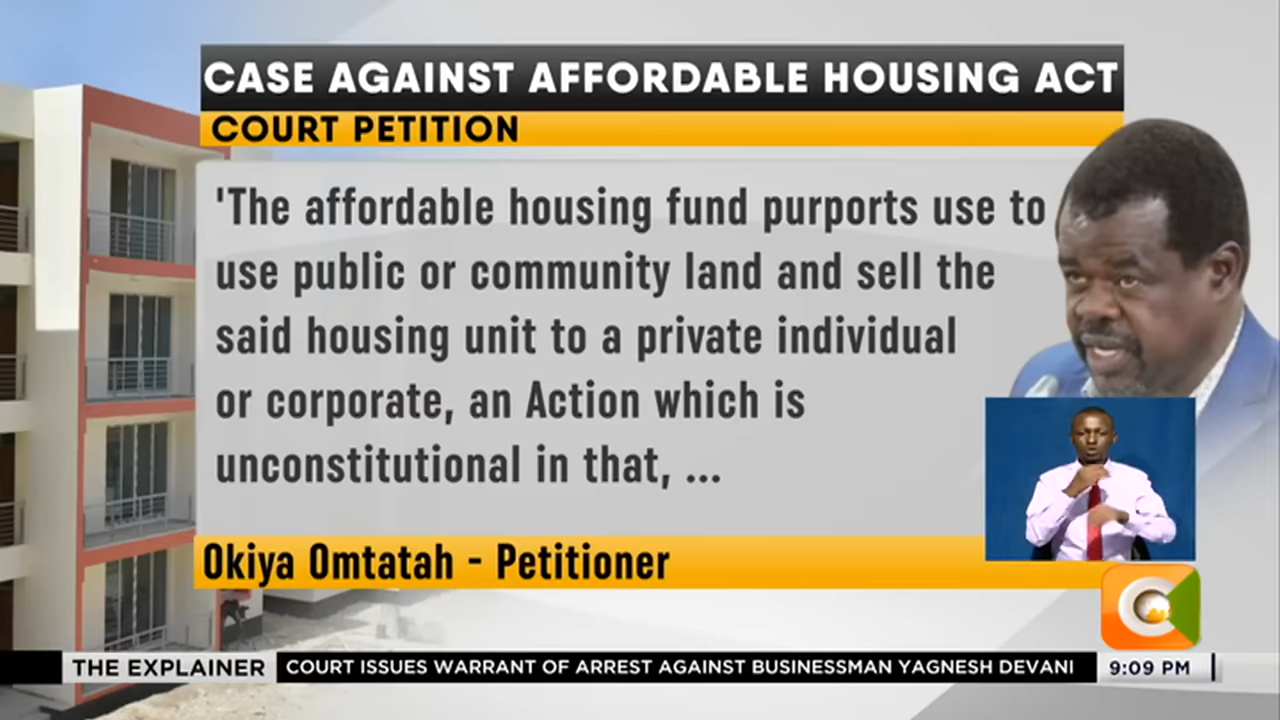 CASE AGAINST AFFORDABLE HOUSING ACT
COURT PETITION
'The affordable housing fund purports use to
use public or community land and sell the
said housing unit to a private individual
or corporate, an Action which is
unconstitutional in that, ...
Okiya Omtatah - Petitioner
THE EXPLAINER
COURT ISSUES WARRANT OF ARREST AGAINST BUSINESSMAN YAGNESH DEVANI
9:09 PM